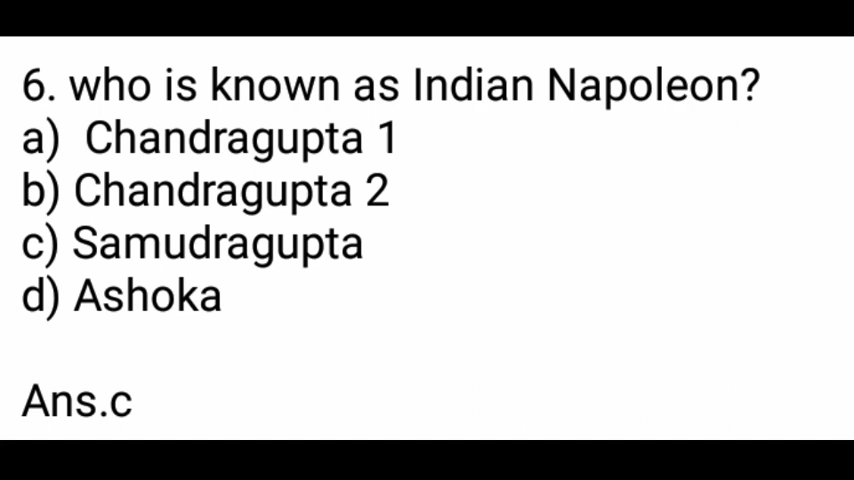 6. who is known as Indian Napoleon?
a) Chandragupta 1
b) Chandragupta 2
c) Samudragupta
d) Ashoka
Ans.c